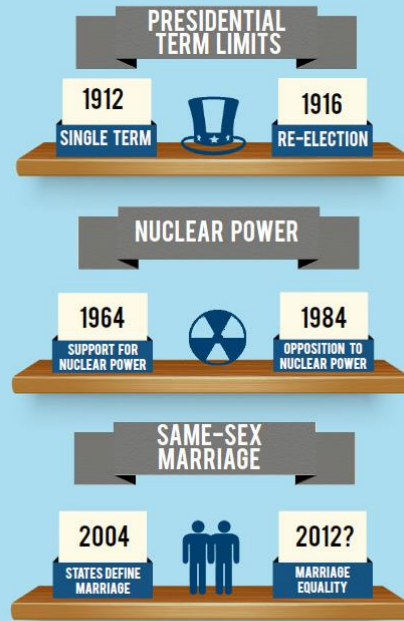 PRESIDENTIAL
TERM LIMITS
1912
SINGLE TERM
1916
RE-ELECTION
NUCLEAR POWER
1964
SUPPORT FOR
NUCLEAR POWER
1984
OPPOSITION TO
NUCLEAR POWER
SAME-SEX
MARRIAGE
2004
STATES DEFINE
MARRIAGE
2012?
MARRIAGE
EQUALITY